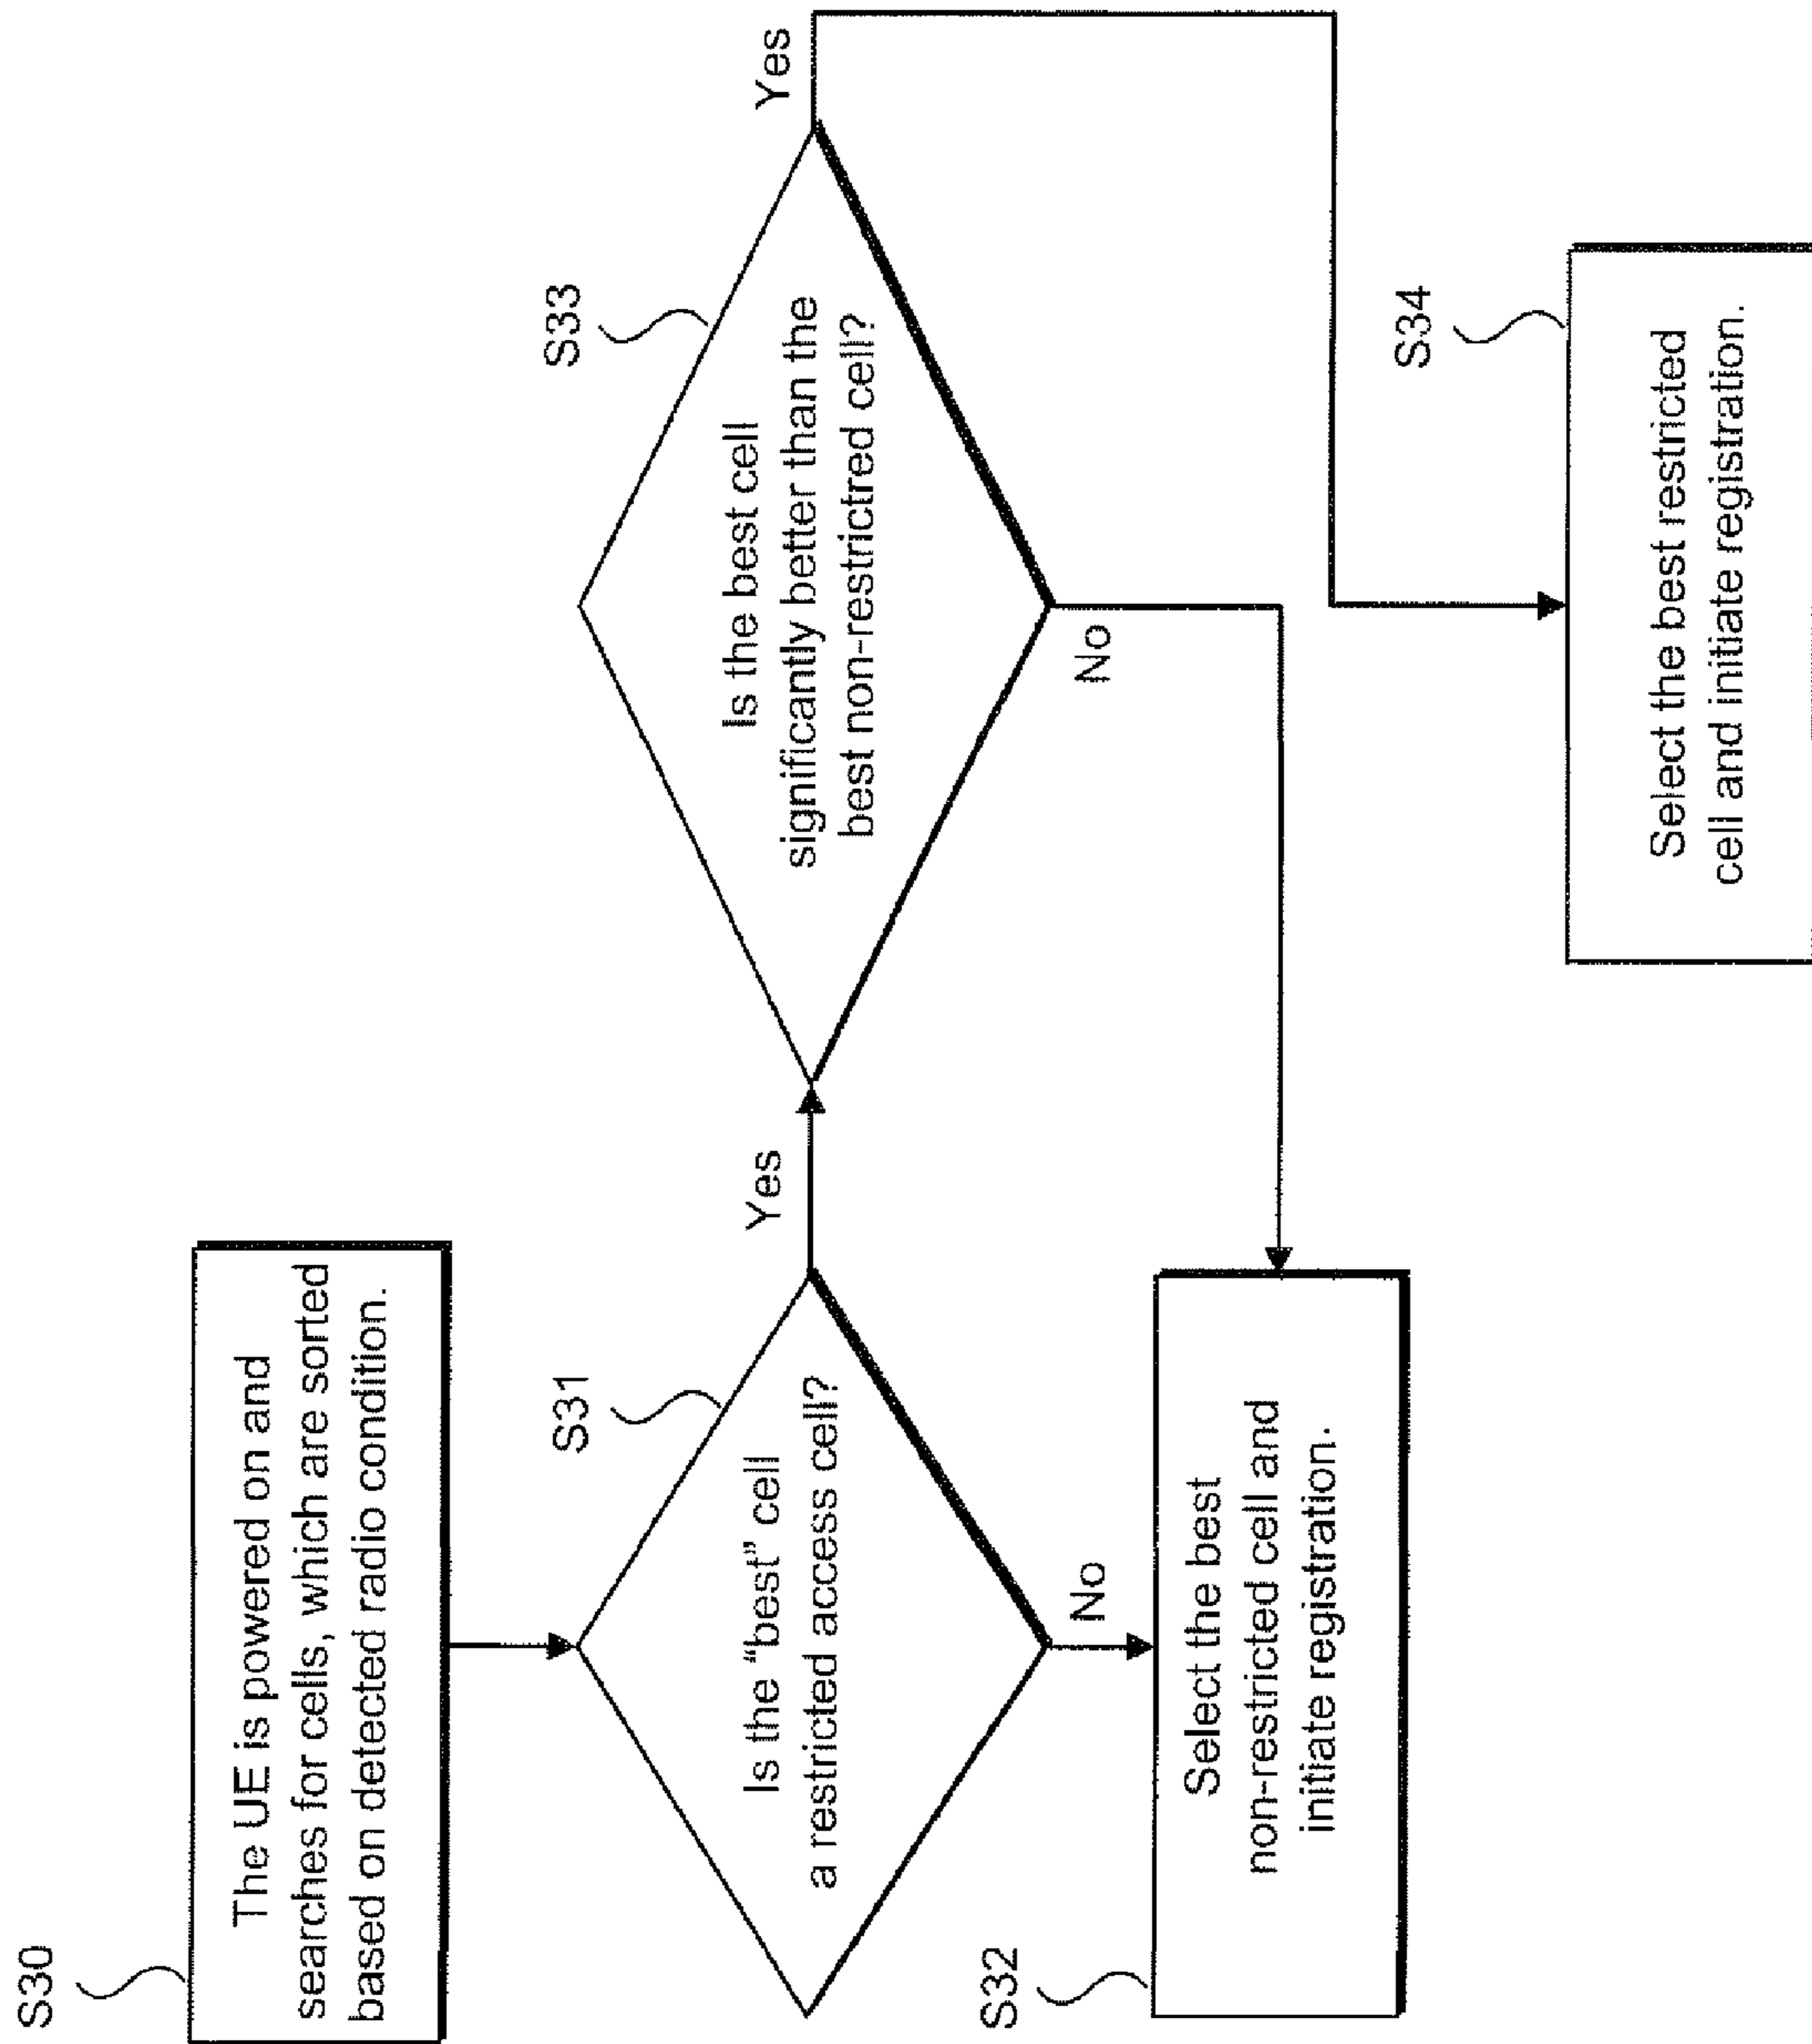 S30
The UE is powered on and
searches for cells, which are sorted
based on detected radio condition.
S31
Is the “best” cell
a restricted access cell?
Yes
No
S32
Select the best
non-restricted cell and
initiate registration.
S33
Is the best cell
significantly better than the
best non-restrictred cell?
Yes
No
S34
Select the best restricted
cell and initiate registration.